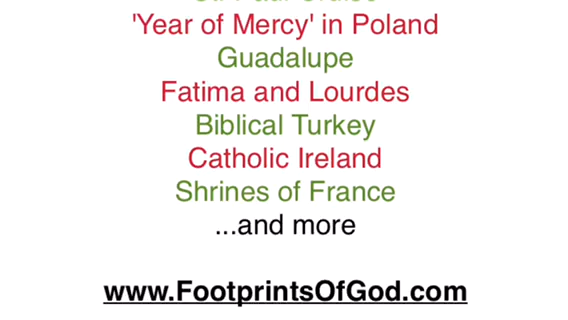 'Year of Mercy' in Poland
Guadalupe
Fatima and Lourdes
Biblical Turkey
Catholic Ireland
Shrines of France
...and more
www.FootprintsOfGod.com